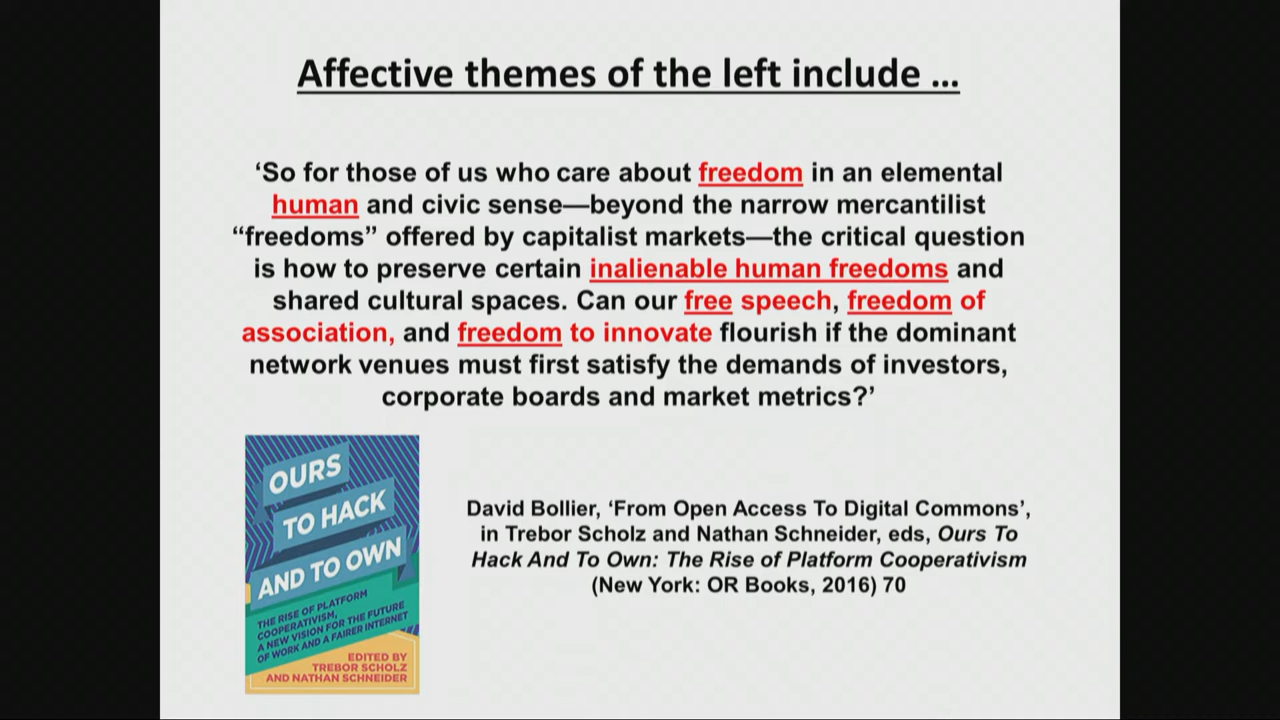 Affective themes of the left include ...
‘So for those of us who care about freedom in an elemental
human and civic sense—beyond the narrow mercantilist
“freedoms” offered by capitalist markets—the critical question
is how to preserve certain inalienable human freedoms and
shared cultural spaces. Can our free speech, freedom of
association, and freedom to innovate flourish if the dominant
network venues must first satisfy the demands of investors,
corporate boards and market metrics?’
OURS
TO HACK
AND TO OWN
THE RISE OF PLATFORM
COOPERATIVISM,
A NEW VISION FOR THE FUTURE
OF WORK AND A FAIRER INTERNET
EDITED BY
TREBOR SCHOLZ
AND NATHAN SCHNEIDER
David Bollier, ‘From Open Access To Digital Commons’,
in Trebor Scholz and Nathan Schneider, eds, Ours To
Hack And To Own: The Rise of Platform Cooperativism
(New York: OR Books, 2016) 70